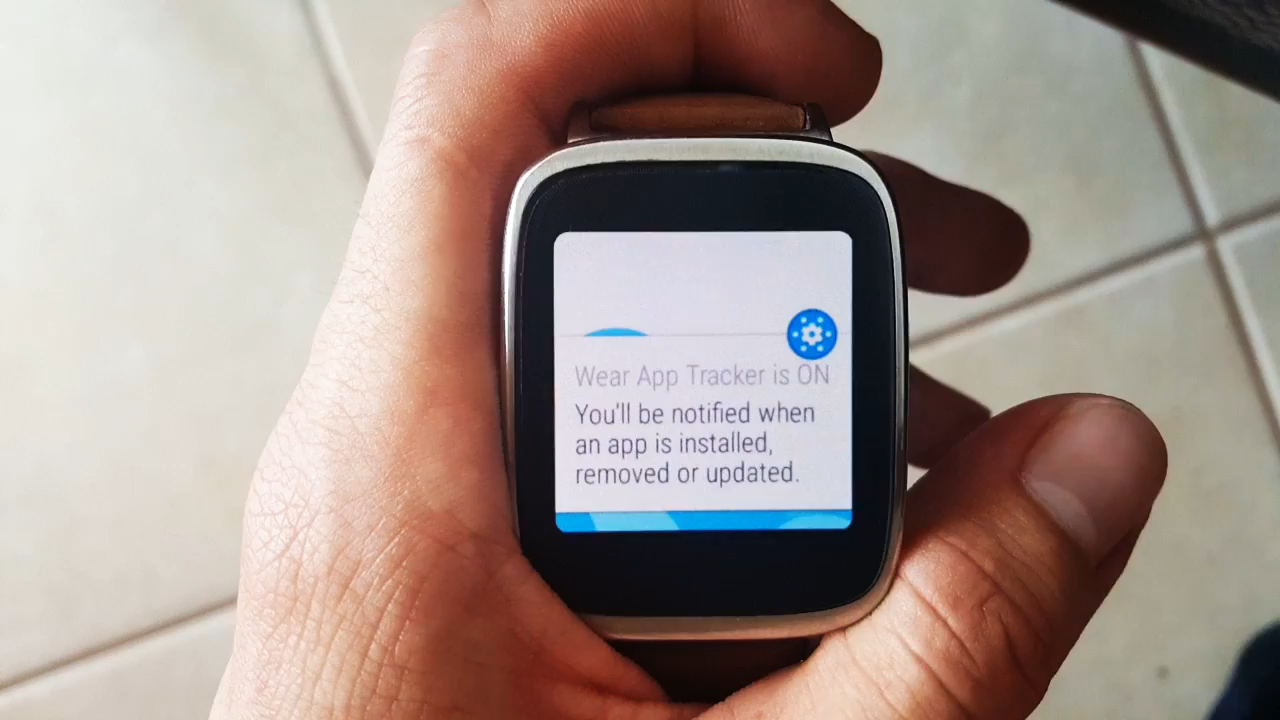 Wear App Tracker is ON
You'll be notified when
an app is installed,
removed or updated.